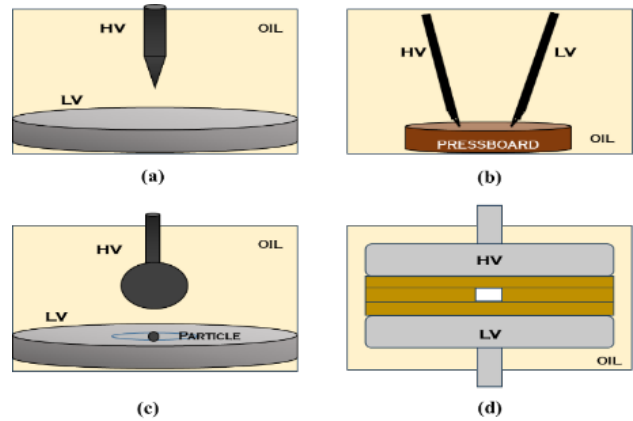 HV
OIL
LV
(a)
HV
LV
PRESSBOARD
OIL
(b)
HV
OIL
LV
PARTICLE
(c)
HV
LV
OIL
(d)